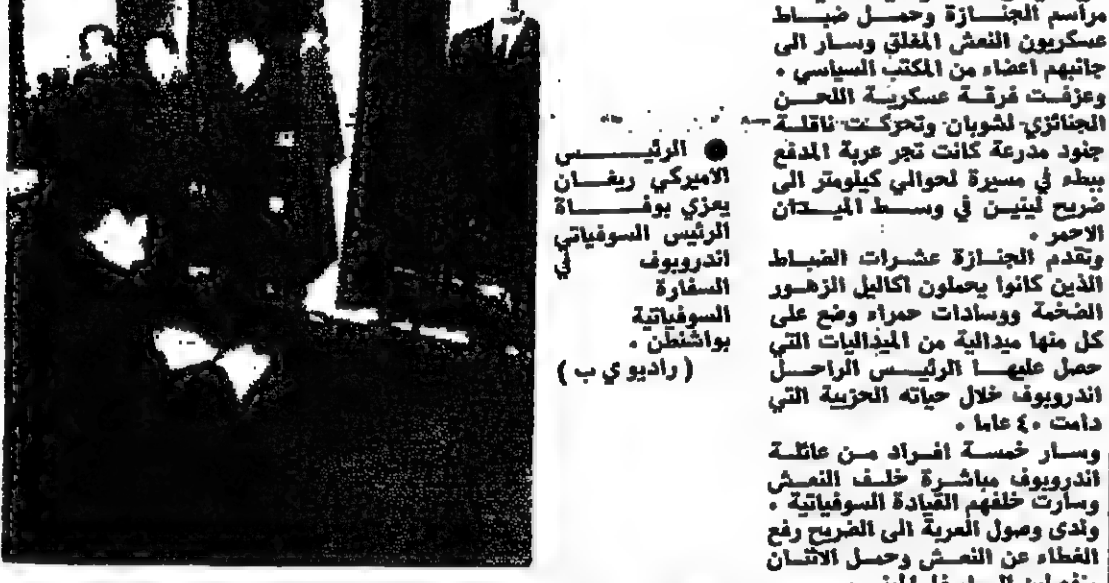 مراسم الجنازة وحمل ضباط
عسكريون النعش المغلق وسار الى
جانبهم اعضاء من المكتب السياسي .
وعزفت فرقة عسكرية اللحن
الجنائزي لشوبان وتحركت ناقلة
جنود مدرعة كانت تجر عربة المدفع
ببطء في مسيرة لحوالي كيلومتر الى
ضريح لينين في وسط الميدان
الاحمر .
وتقدم الجنازة عشرات الضباط
الذين كانوا يحملون اكاليل الزهور
الضخمة ووسادات حمراء وضع على
كل منها ميدالية من الميداليات التي
حصل عليها الرئيس الراحل
اندروبوف خلال حياته الحزبية التي
دامت ٤٠ عاما .
وسار خمسة افراد من عائلة
اندروبوف مباشرة خلف النعش
وسارت خلفهم القيادة السوفياتية .
ولدى وصول العربة الى الضريح رفع
الغطاء عن النعش وحمل الاثنان
● الرئيس
الاميركي ريغان
يعزي بوفاة
الرئيس السوفياتي
اندروبوف
السفارة
السوفياتية
بواشنطن .
( راديو ي ب )